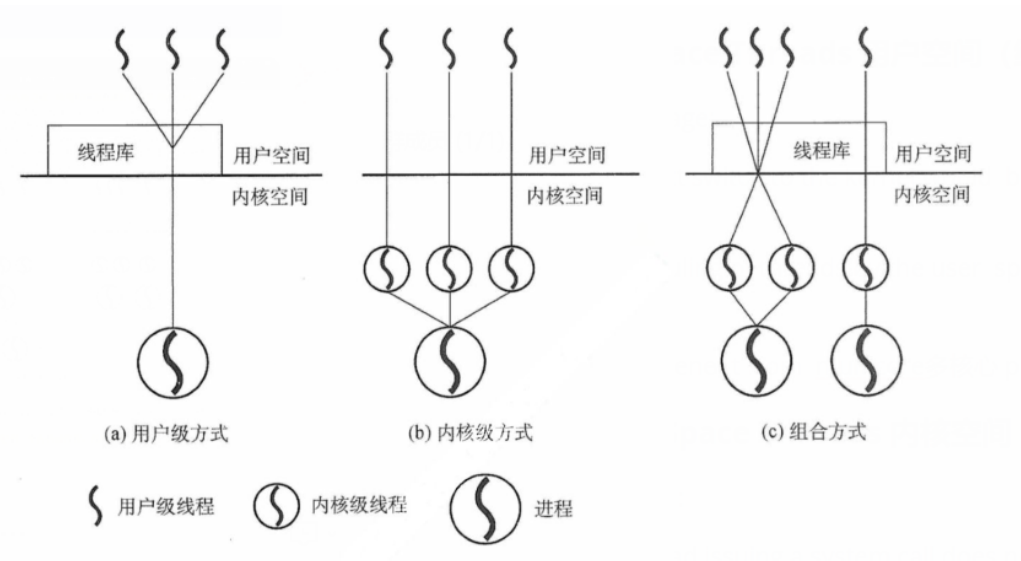 线程库
用户空间
内核空间
用户空间
内核空间
线程库
用户空间
内核空间
(a) 用户级方式
(b) 内核级方式
(c) 组合方式
用户级线程
内核级线程
进程